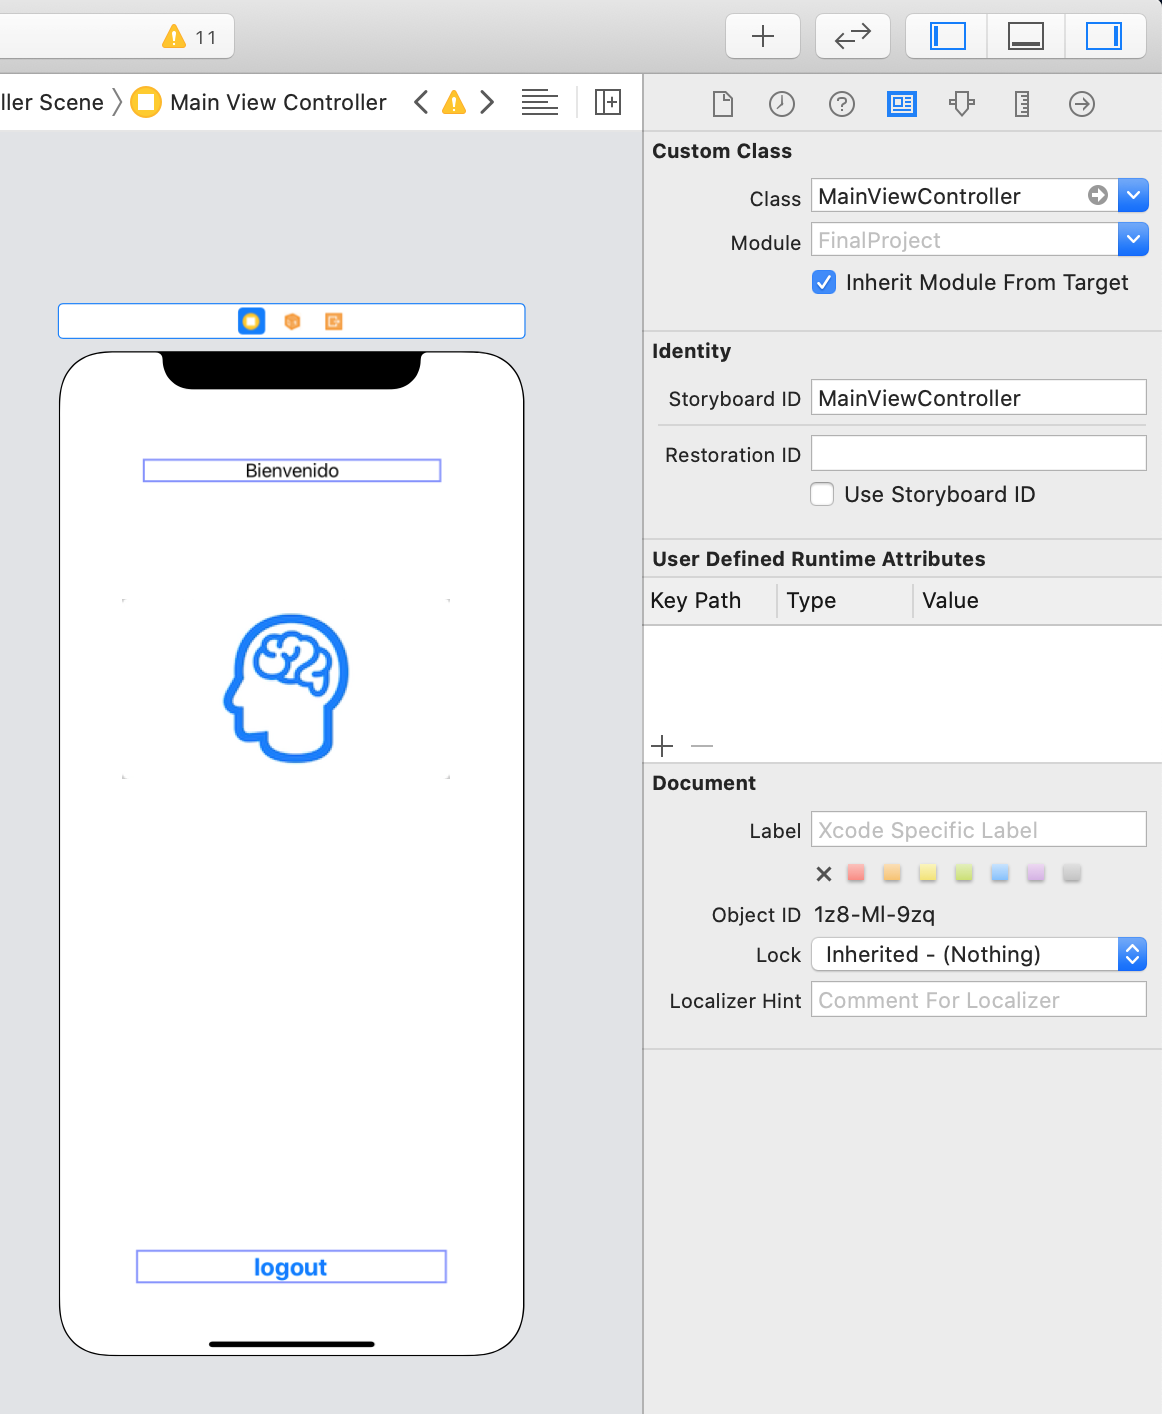 11
ller Scene
Main View Controller
Custom Class
Class
MainViewController
Module
FinalProject
Inherit Module From Target
Identity
Storyboard ID
MainViewController
Restoration ID
Use Storyboard ID
User Defined Runtime Attributes
Key Path
Type
Value
Document
Label
Xcode Specific Label
Object ID
1z8-Ml-9zq
Lock
Inherited - (Nothing)
Localizer Hint
Comment For Localizer
Bienvenido
logout